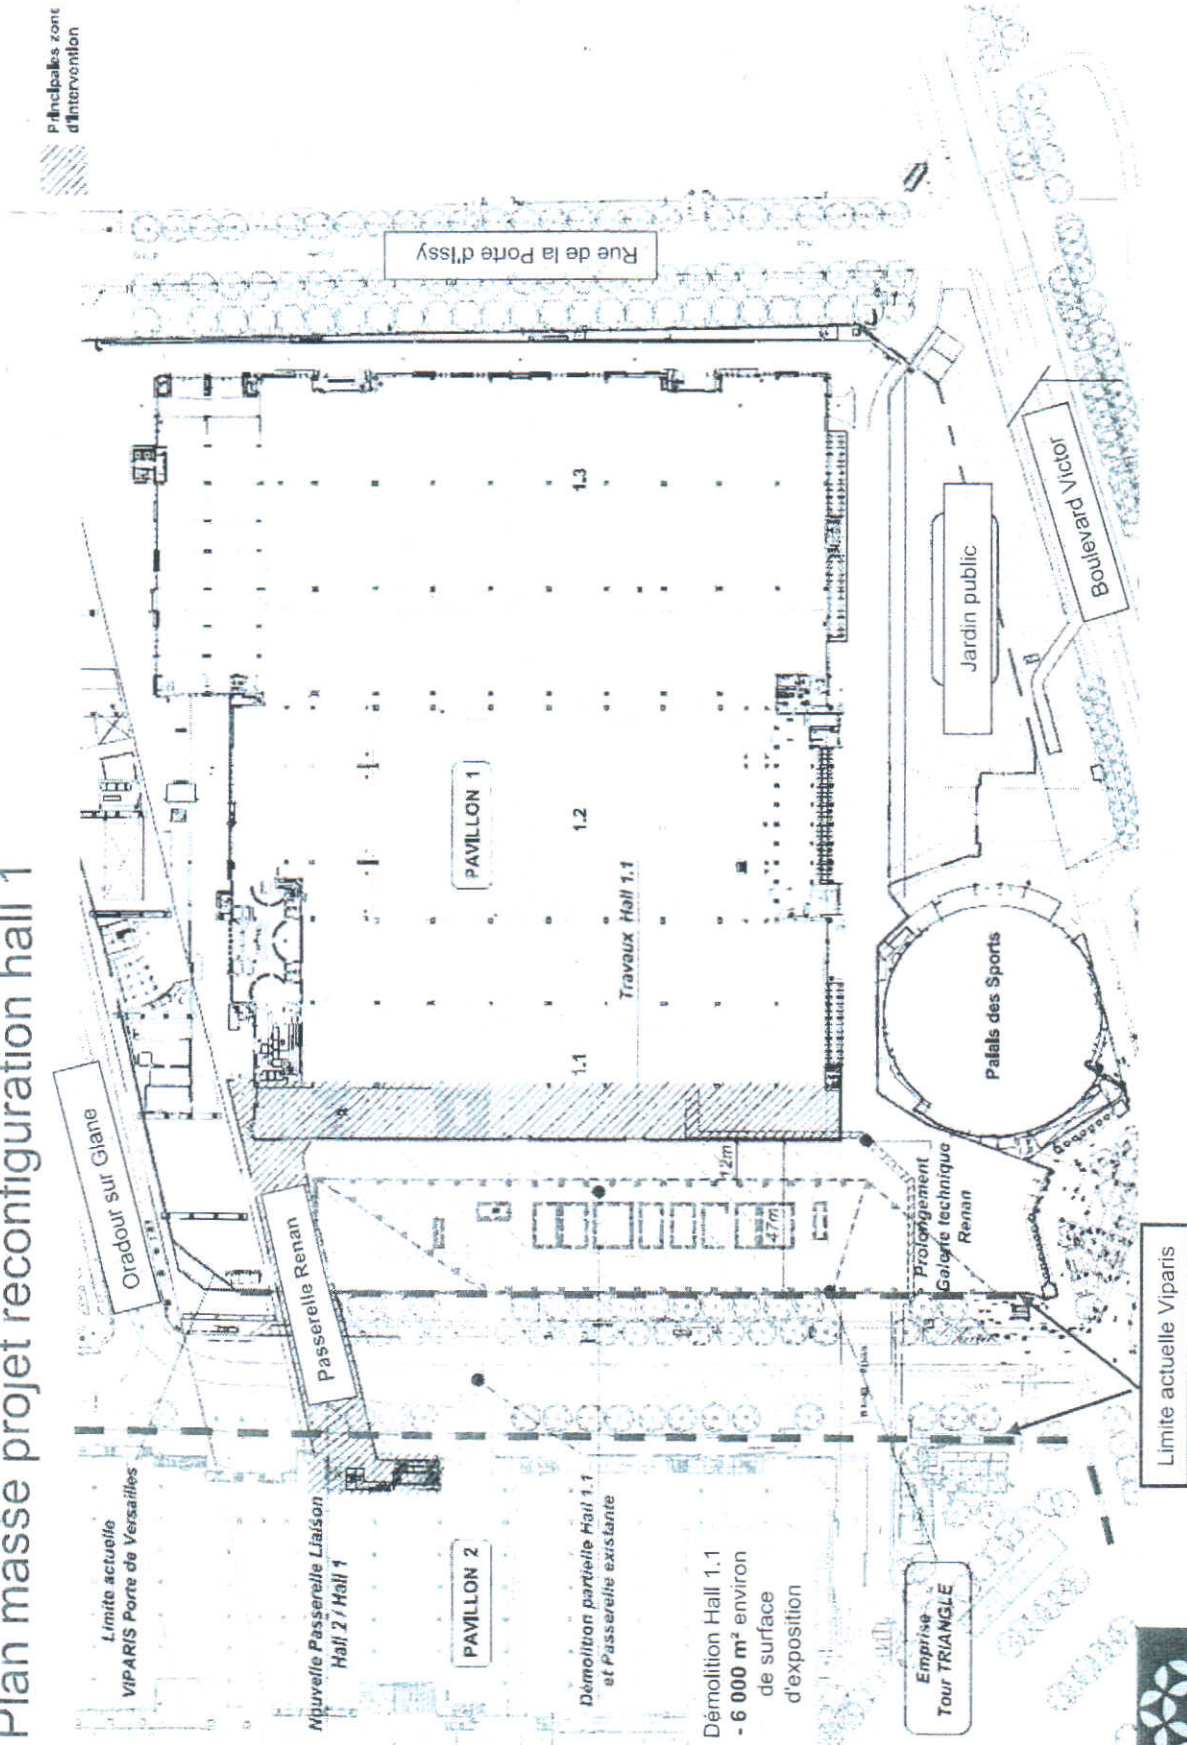 Plan masse projet reconfiguration hall 1
Principales zone
d'intervention
Limite actuelle
VIPARIS Porte de Versailles
Oradour sur Glane
Nouvelle Passerelle Liaison
Hall 2 / Hall 1
Passerelle Renan
PAVILLON 2
PAVILLON 1
Rue de la Porte d'Issy
Démolition partielle Hall 1.1
et Passerelle existante
1.1
1.2
1.3
Travaux Hall 1.1
12m
47m
Démolition Hall 1.1
- 6 000 m² environ
de surface
d'exposition
Prolongement
Galerie technique
Renan
Emprise
Tour TRIANGLE
Palais des Sports
Jardin public
Boulevard Victor
Limite actuelle Viparis